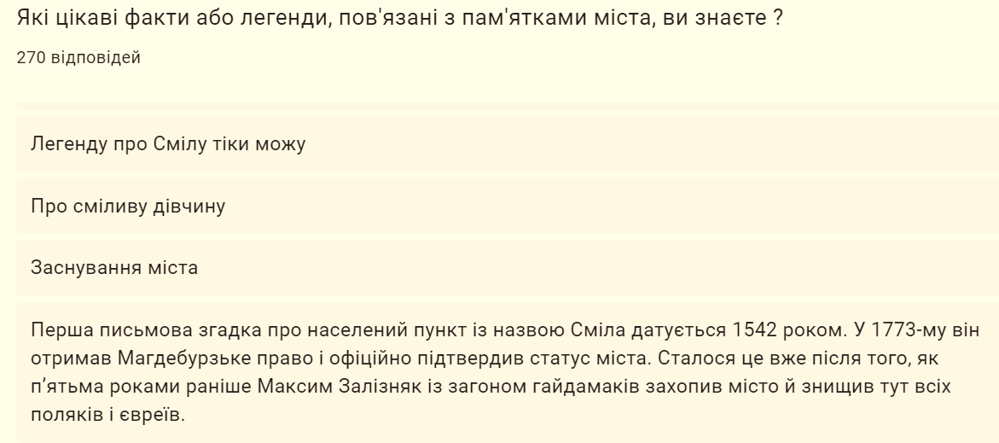 Які цікаві факти або легенди, пов'язані з пам'ятками міста, ви знаєте ?
270 відповідей
Легенду про Смілу тіки можу
Про сміливу дівчину
Заснування міста
Перша письмова згадка про населений пункт із назвою Сміла датується 1542 роком. У 1773-му він
отримав Магдебурзьке право і офіційно підтвердив статус міста. Сталося це вже після того, як
п’ятьма роками раніше Максим Залізняк із загоном гайдамаків захопив місто й знищив тут всіх
поляків і євреїв.